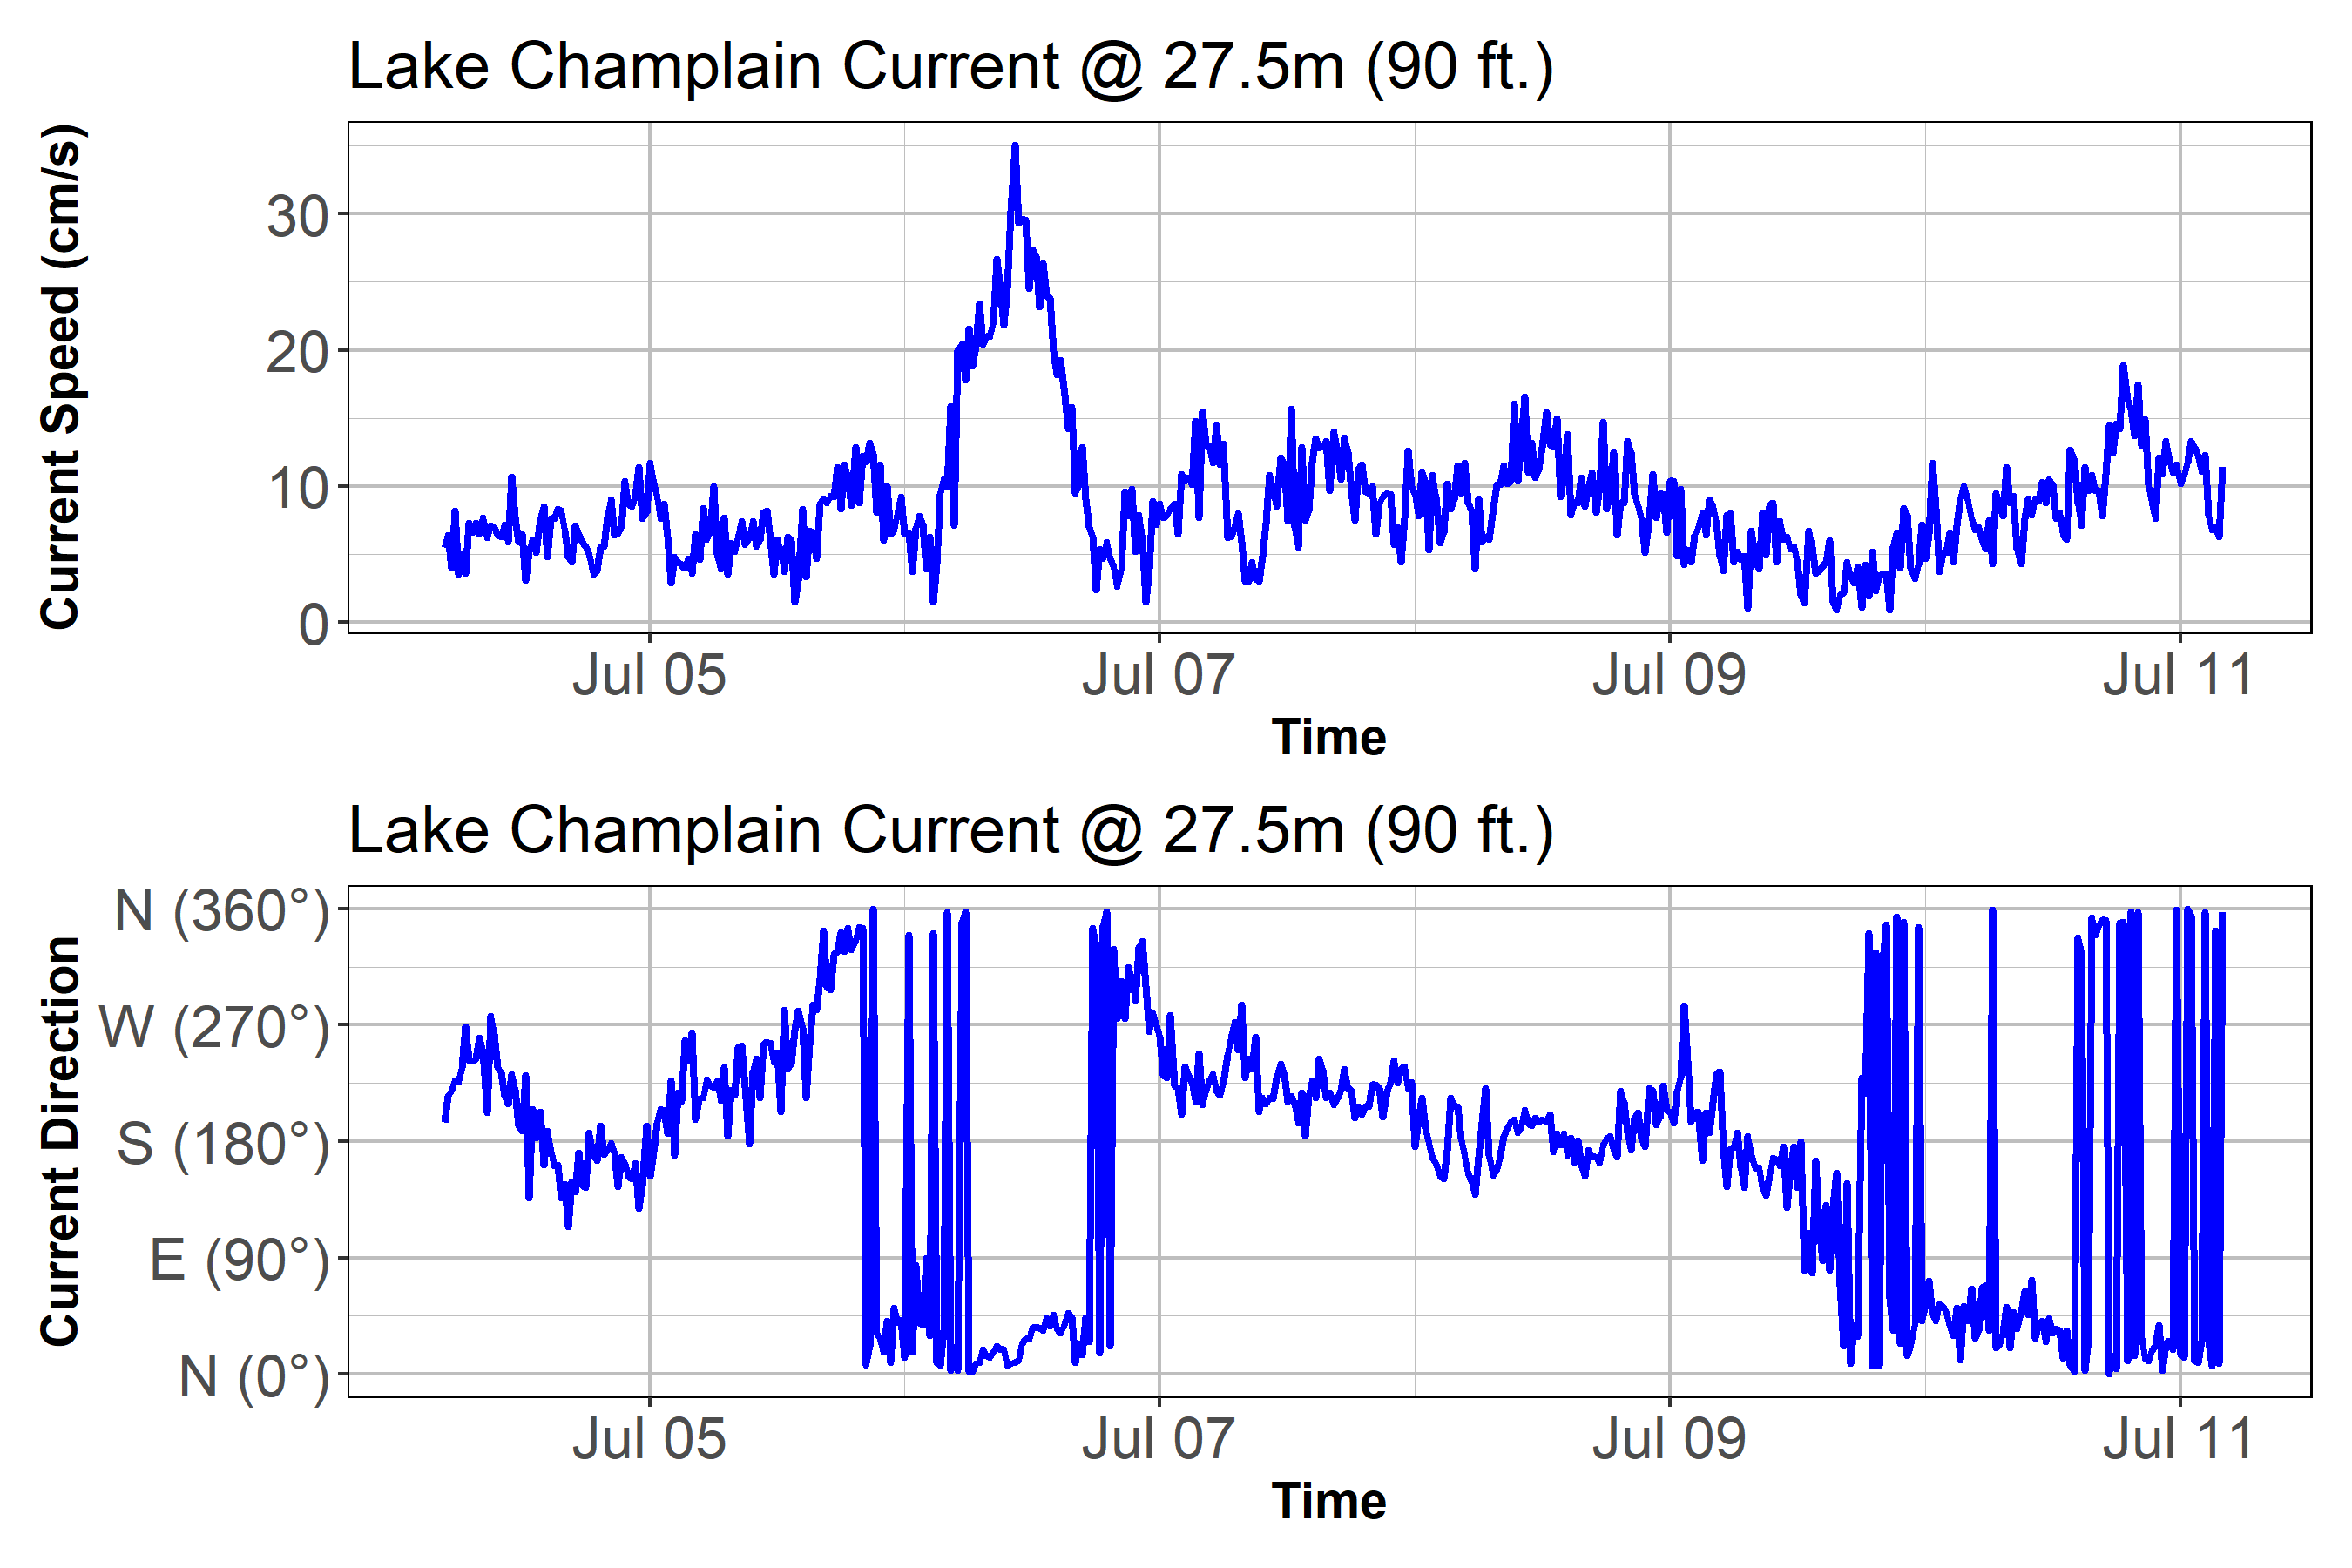 Lake Champlain Current @ 27.5m (90 ft.)
Current Speed (cm/s)
30
20
10
0
Jul 05 Jul 07 Jul 09 Jul 11
Time
Lake Champlain Current @ 27.5m (90 ft.)
Current Direction
N (360°)
W (270°)
S (180°)
E (90°)
N (0°)
Jul 05 Jul 07 Jul 09 Jul 11
Time